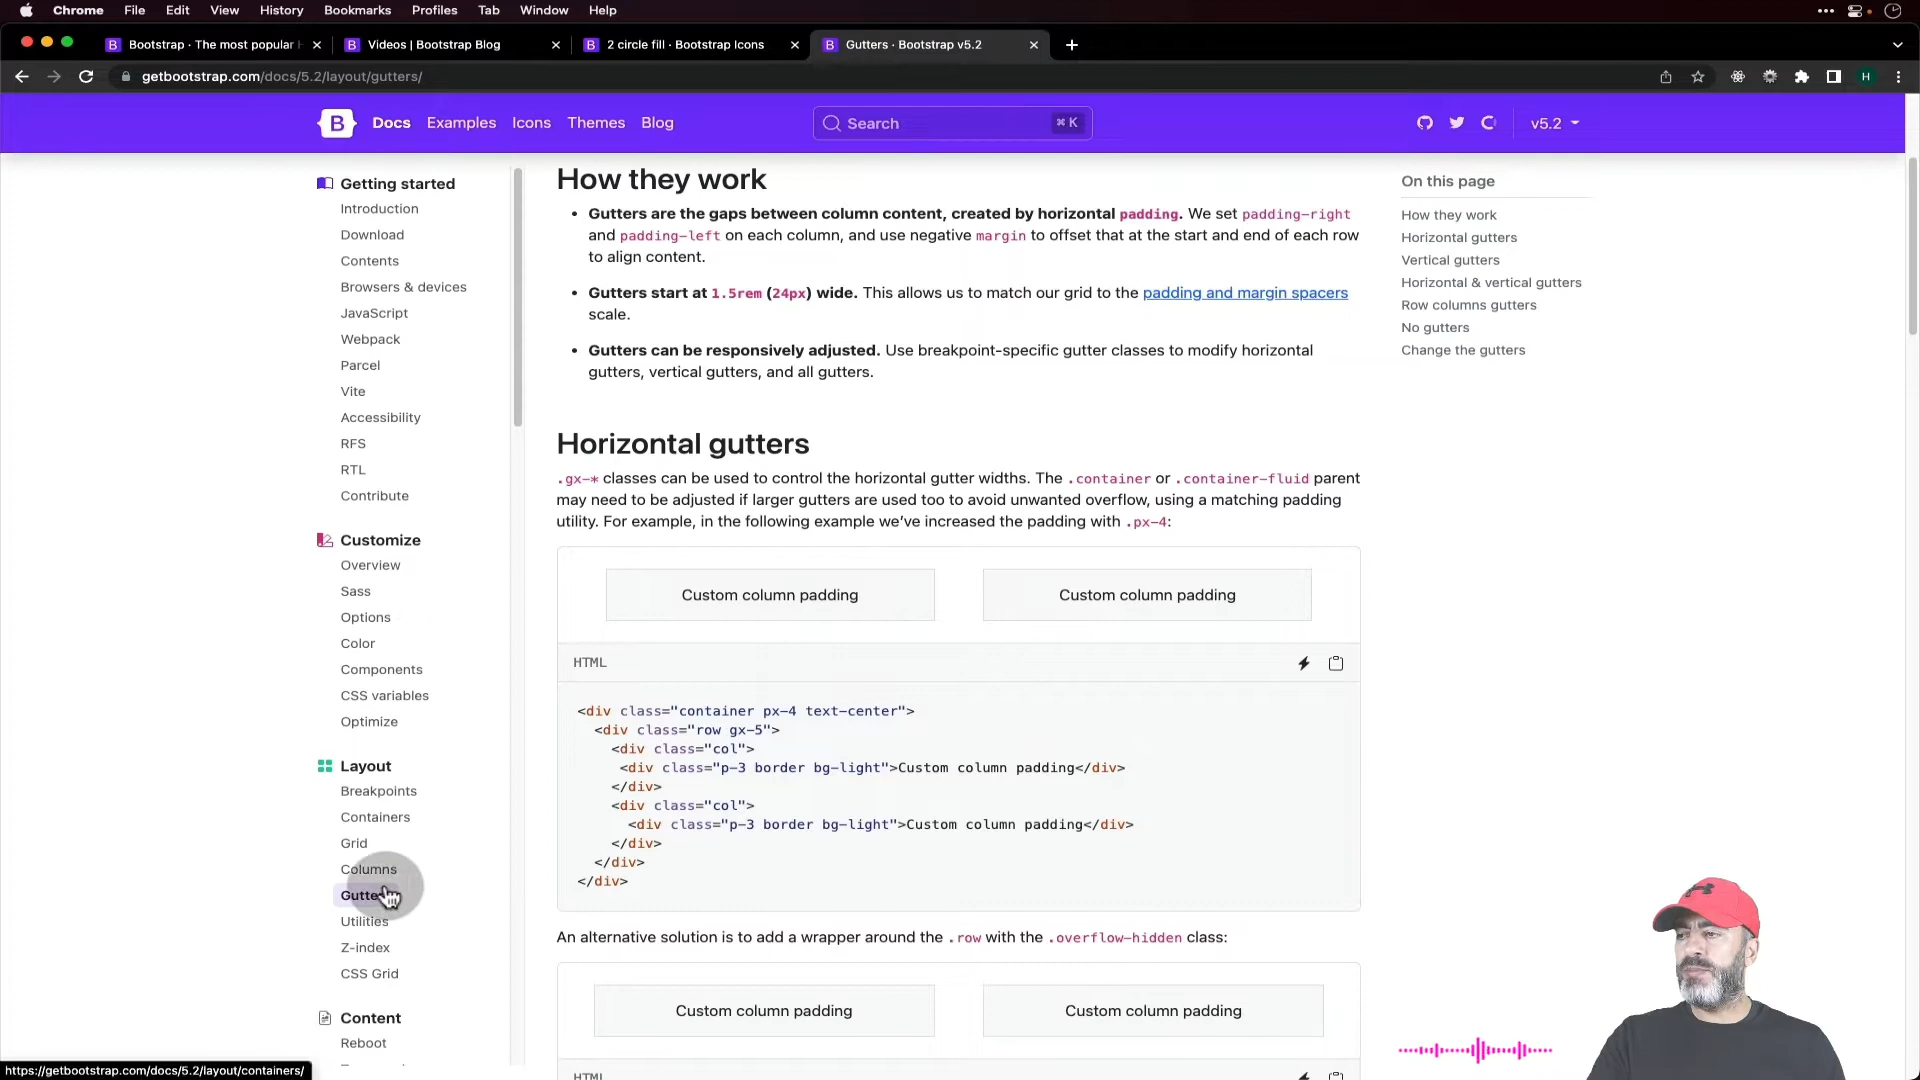 Chrome File Edit View History Bookmarks Profiles Tab Window Help
Bootstrap · The most popular H
Videos | Bootstrap Blog
2 circle fill · Bootstrap Icons
Gutters · Bootstrap v5.2
getbootstrap.com/docs/5.2/layout/gutters/
H
B Docs Examples Icons Themes Blog
Search ⌘ K
v5.2
Getting started
Introduction
Download
Contents
Browsers & devices
JavaScript
Webpack
Parcel
Vite
Accessibility
RFS
RTL
Contribute
Customize
Overview
Sass
Options
Color
Components
CSS variables
Optimize
Layout
Breakpoints
Containers
Grid
Columns
Gutte
Utilities
Z-index
CSS Grid
Content
Reboot
https://getbootstrap.com/docs/5.2/layout/containers/
How they work
• Gutters are the gaps between column content, created by horizontal padding. We set padding-right
and padding-left on each column, and use negative margin to offset that at the start and end of each row
to align content.
• Gutters start at 1.5rem (24px) wide. This allows us to match our grid to the padding and margin spacers
scale.
• Gutters can be responsively adjusted. Use breakpoint-specific gutter classes to modify horizontal
gutters, vertical gutters, and all gutters.
Horizontal gutters
.gx-* classes can be used to control the horizontal gutter widths. The .container or .container-fluid parent
may need to be adjusted if larger gutters are used too to avoid unwanted overflow, using a matching padding
utility. For example, in the following example we've increased the padding with .px-4:
Custom column padding
Custom column padding
HTML
<div class="container px-4 text-center">
<div class="row gx-5">
<div class="col">
<div class="p-3 border bg-light">Custom column padding</div>
</div>
<div class="col">
<div class="p-3 border bg-light">Custom column padding</div>
</div>
</div>
</div>
An alternative solution is to add a wrapper around the .row with the .overflow-hidden class:
Custom column padding
Custom column padding
HTML
On this page
How they work
Horizontal gutters
Vertical gutters
Horizontal & vertical gutters
Row columns gutters
No gutters
Change the gutters